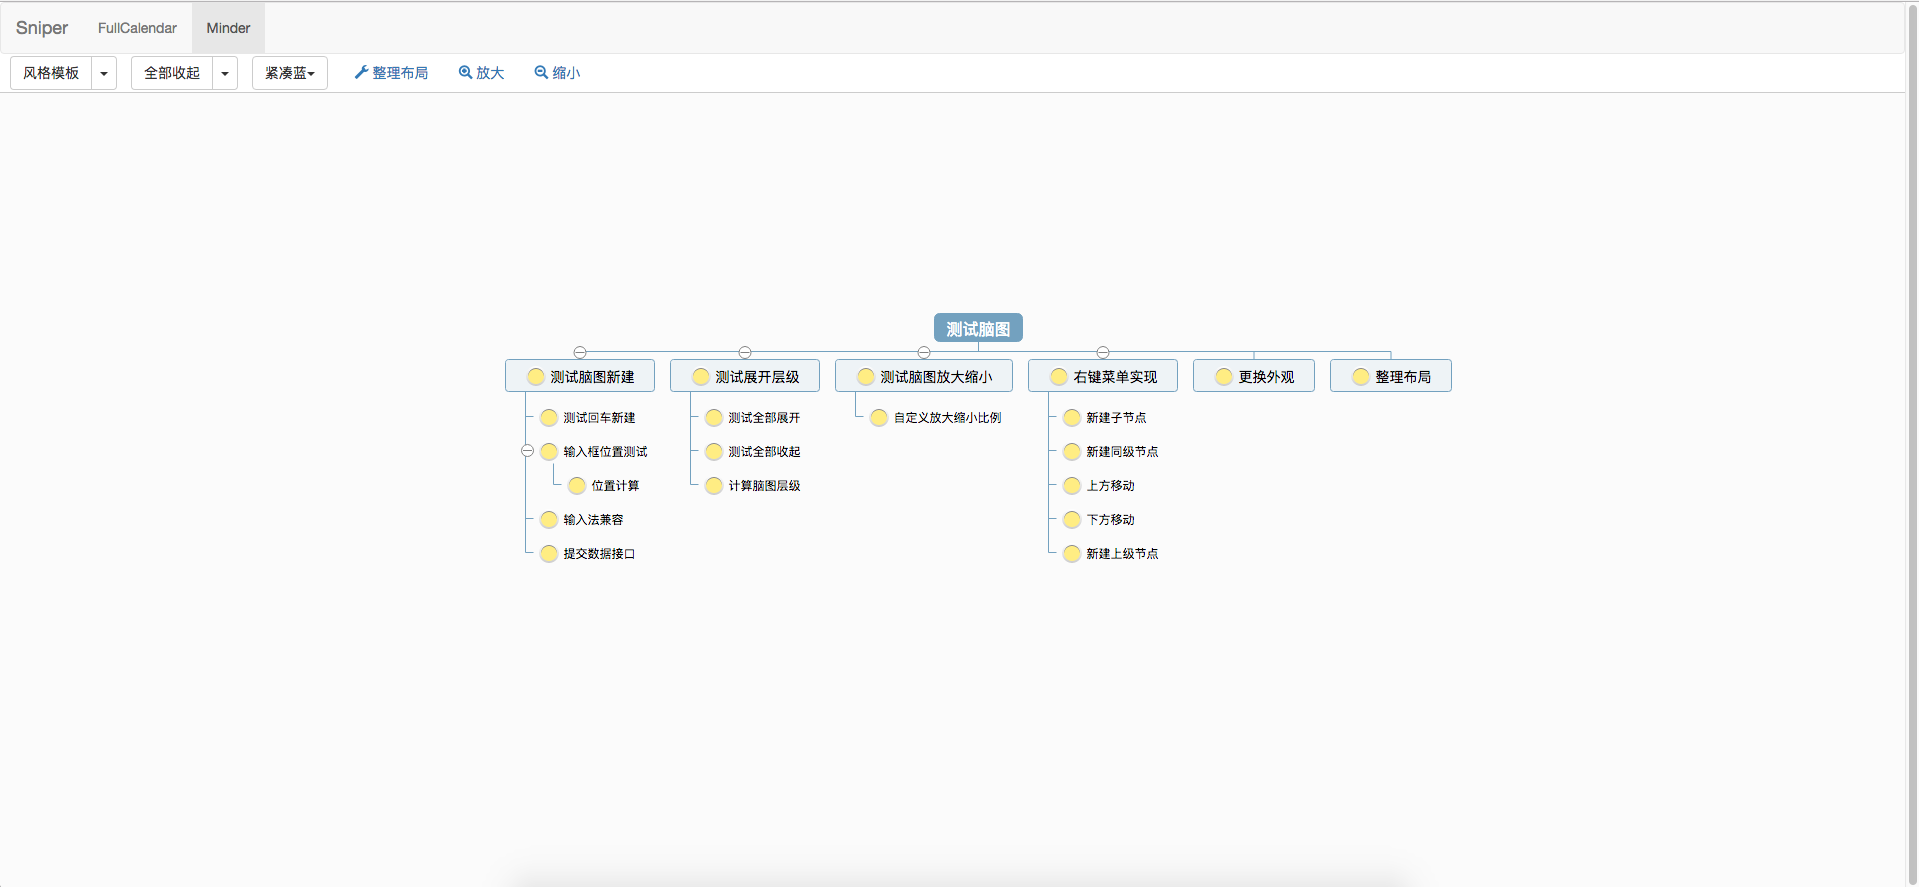 Sniper FullCalendar Minder
风格模板 全部收起 紧凑蓝 整理布局 放大 缩小
测试脑图
测试脑图新建 测试展开层级 测试脑图放大缩小 右键菜单实现 更换外观 整理布局
测试回车新建 测试全部展开 自定义放大缩小比例 新建子节点
输入框位置测试 测试全部收起 新建同级节点
位置计算 计算脑图层级 上方移动
输入法兼容 下方移动
提交数据接口 新建上级节点